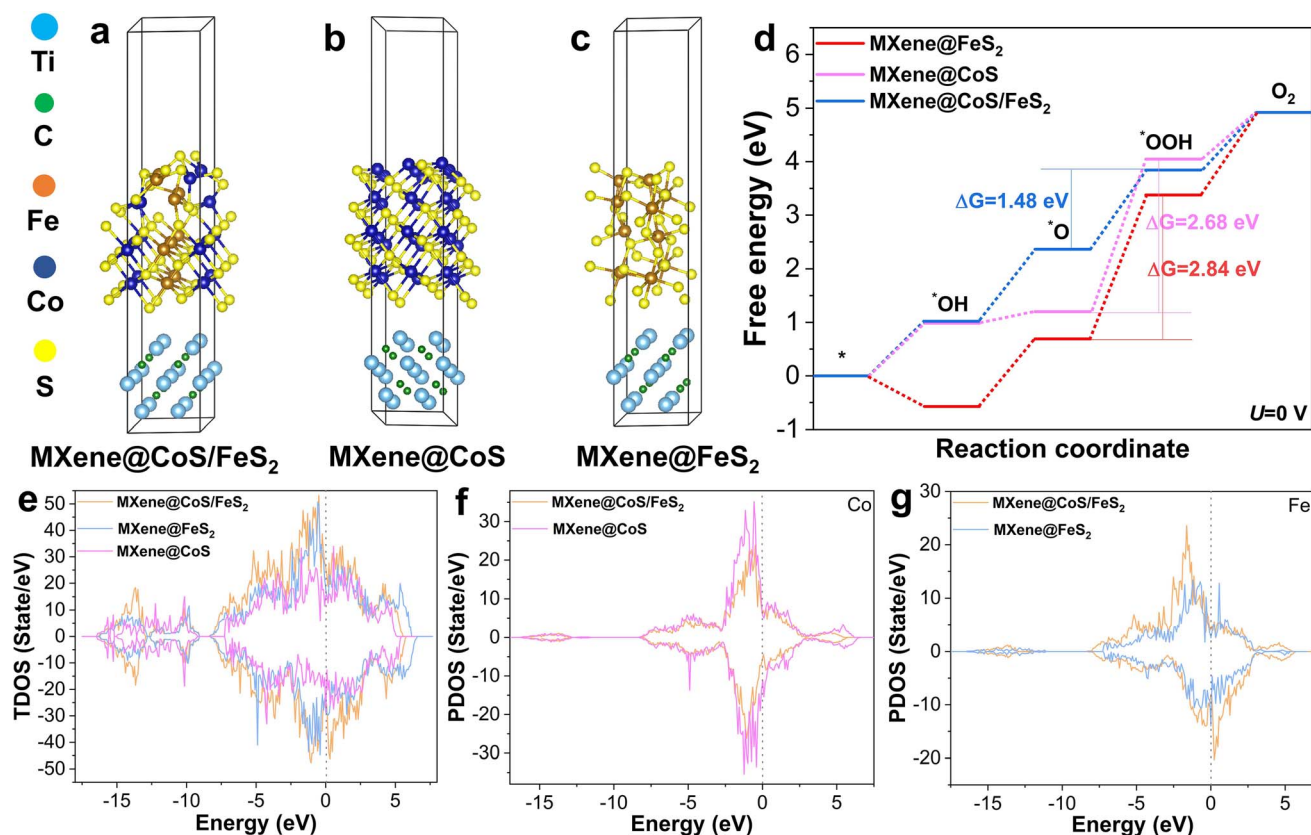 a
b
c
d
Ti
C
Fe
Co
S
MXene@CoS/FeS₂
MXene@CoS
MXene@FeS₂
MXene@FeS₂
MXene@CoS
MXene@CoS/FeS₂
Free energy (eV)
6
5
4
3
2
1
0
-1
*
*OH
*O
*OOH
O₂
ΔG=1.48 eV
ΔG=2.68 eV
ΔG=2.84 eV
U=0 V
Reaction coordinate
e
MXene@CoS/FeS₂
MXene@FeS₂
MXene@CoS
TDOS (State/eV)
50
40
30
20
10
0
-10
-20
-30
-40
-50
-15 -10 -5 0 5
Energy (eV)
f
Co
MXene@CoS/FeS₂
MXene@CoS
PDOS (State/eV)
30
20
10
0
-10
-20
-30
-15 -10 -5 0 5
Energy (eV)
g
Fe
MXene@CoS/FeS₂
MXene@FeS₂
PDOS (State/eV)
30
20
10
0
-10
-20
-15 -10 -5 0 5
Energy (eV)